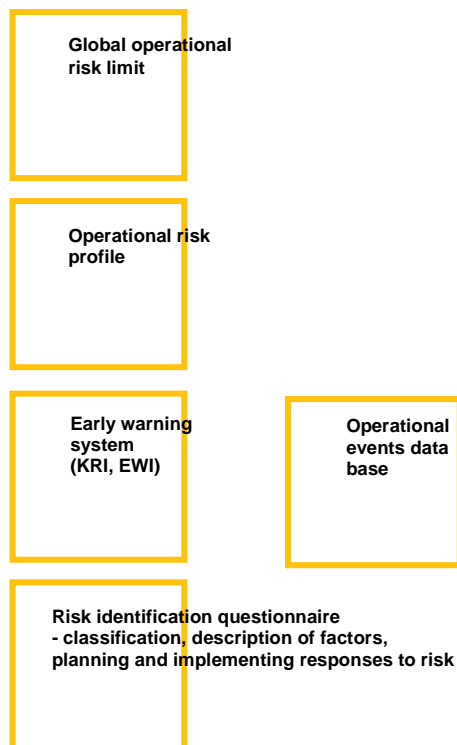 Global operational
risk limit
Operational risk
profile
Early warning
system
(KRI, EWI)
Operational
events data
base
Risk identification questionnaire
- classification, description of factors,
planning and implementing responses to risk